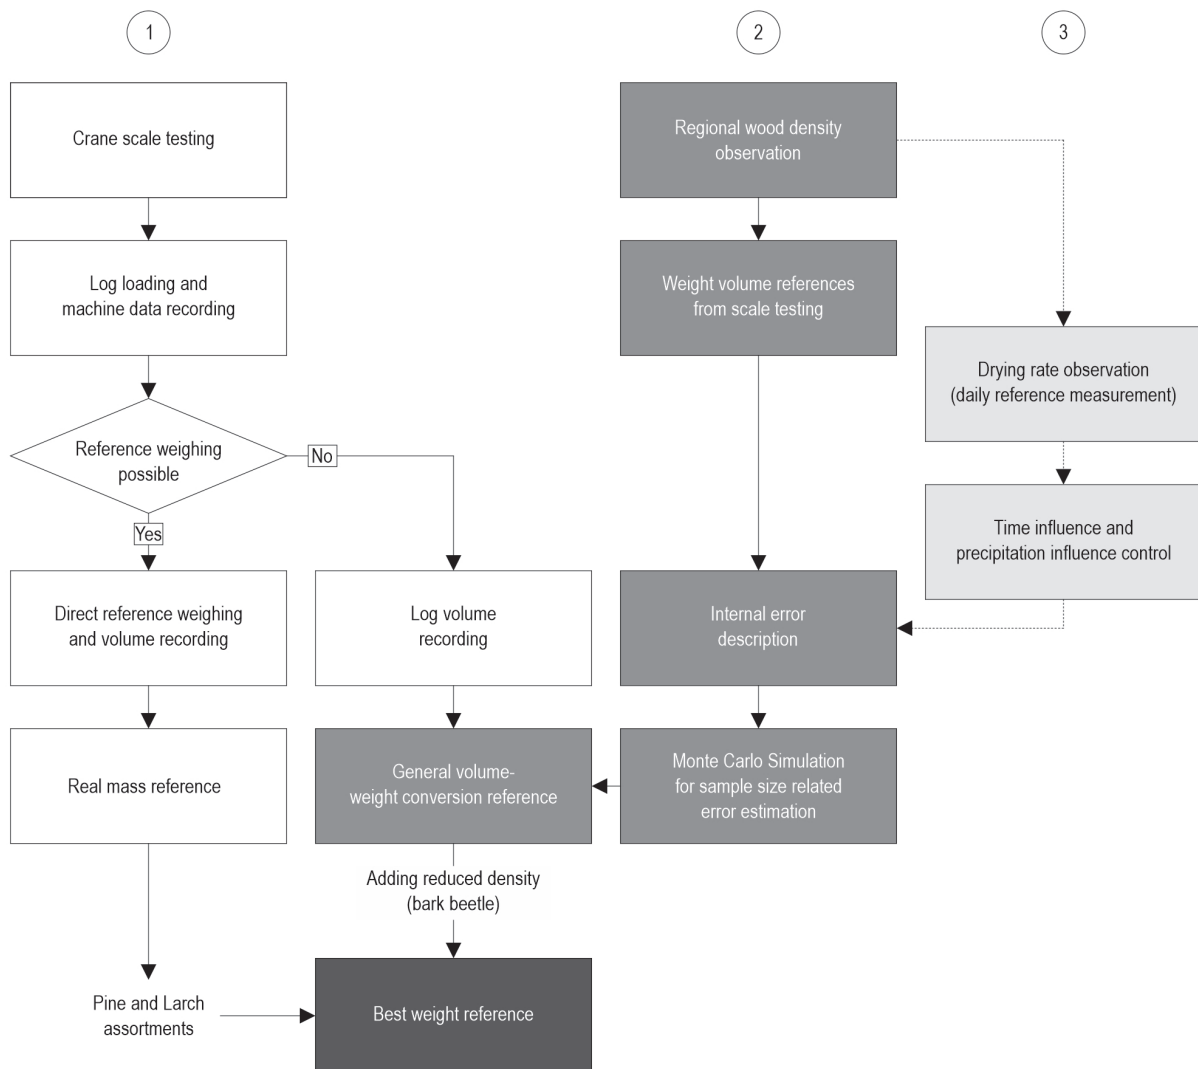 1
2
3
Crane scale testing
Regional wood density
observation
Log loading and
machine data recording
Weight volume references
from scale testing
Drying rate observation
(daily reference measurement)
Reference weighing
possible
No
Yes
Time influence and
precipitation influence control
Direct reference weighing
and volume recording
Log volume
recording
Internal error
description
Real mass reference
General volume-
weight conversion reference
Monte Carlo Simulation
for sample size related
error estimation
Adding reduced density
(bark beetle)
Pine and Larch
assortments
Best weight reference